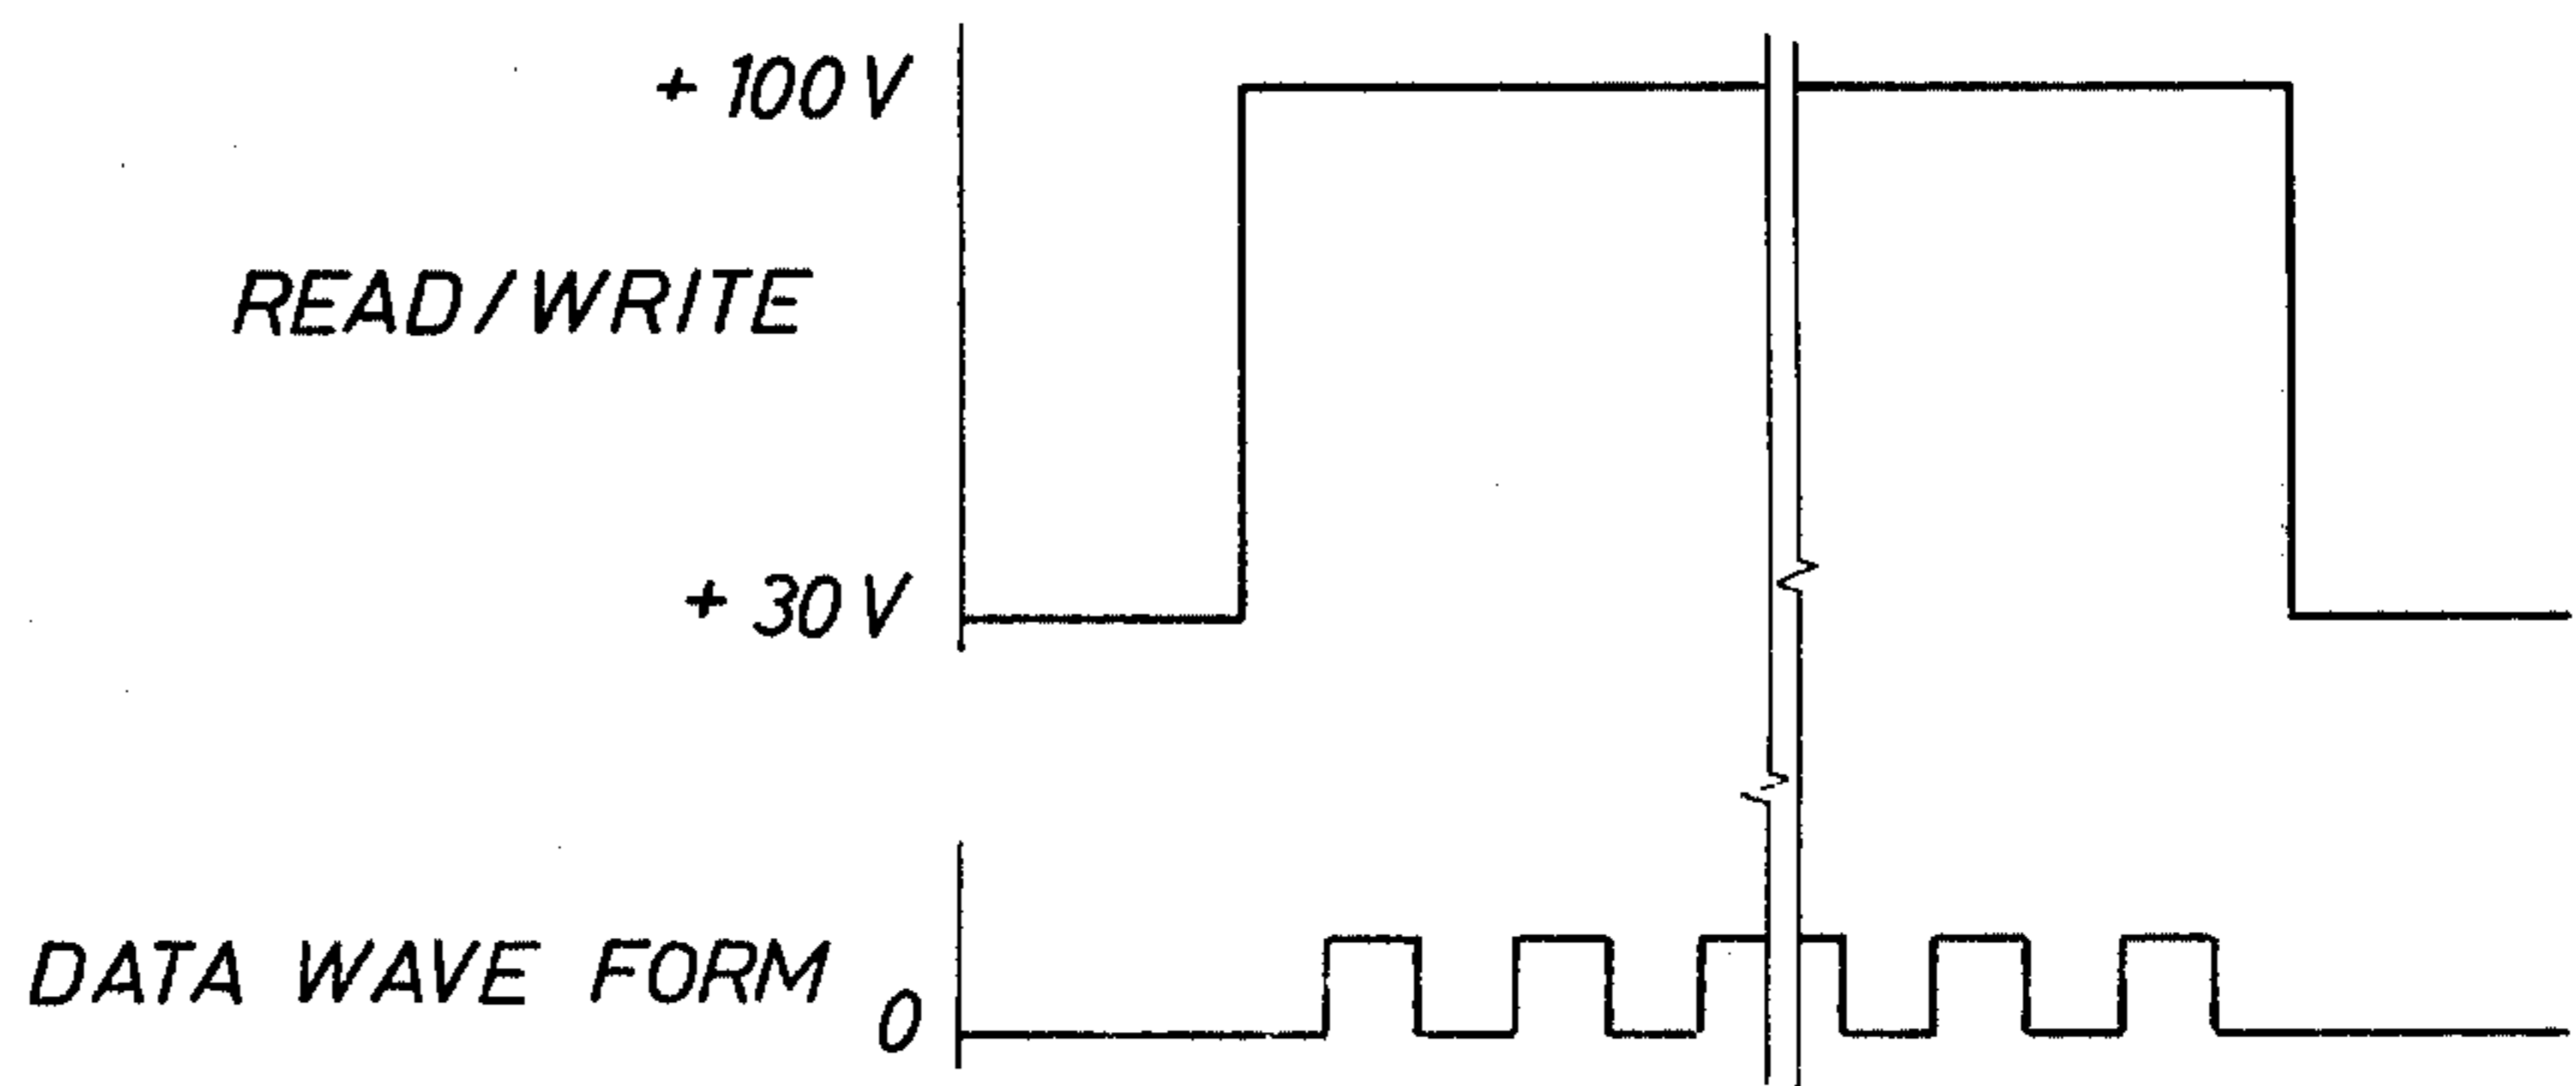 + 100 V
READ/WRITE
+ 30 V
DATA WAVE FORM
0